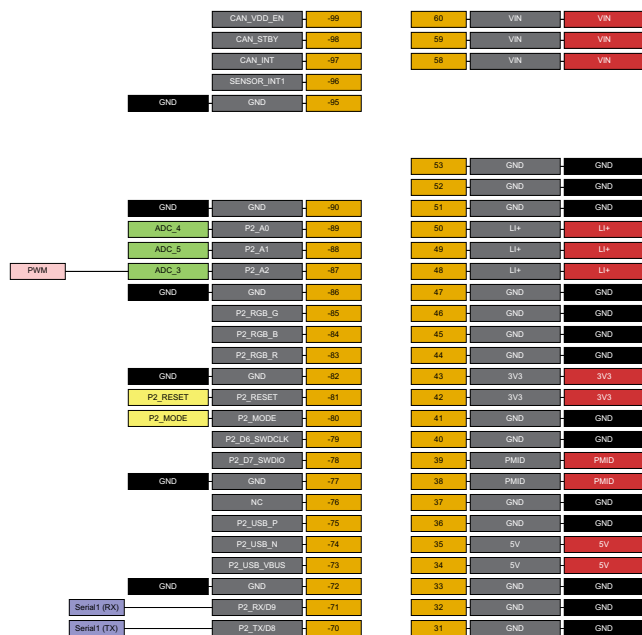 CAN_VDD_EN -99 60 VIN VIN
CAN_STBY -98 59 VIN VIN
CAN_INT -97 58 VIN VIN
SENSOR_INT1 -96
GND GND -95
53 GND GND
52 GND GND
GND GND -90 51 GND GND
ADC_4 P2_A0 -89 50 LI+ LI+
ADC_5 P2_A1 -88 49 LI+ LI+
PWM ADC_3 P2_A2 -87 48 LI+ LI+
GND GND -86 47 GND GND
P2_RGB_G -85 46 GND GND
P2_RGB_B -84 45 GND GND
P2_RGB_R -83 44 GND GND
GND GND -82 43 3V3 3V3
P2_RESET P2_RESET -81 42 3V3 3V3
P2_MODE P2_MODE -80 41 GND GND
P2_D6_SWDCLK -79 40 GND GND
P2_D7_SWDIO -78 39 PMID PMID
GND GND -77 38 PMID PMID
NC -76 37 GND GND
P2_USB_P -75 36 GND GND
P2_USB_N -74 35 5V 5V
P2_USB_VBUS -73 34 5V 5V
GND GND -72 33 GND GND
Serial1 (RX) P2_RX/D9 -71 32 GND GND
Serial1 (TX) P2_TX/D8 -70 31 GND GND